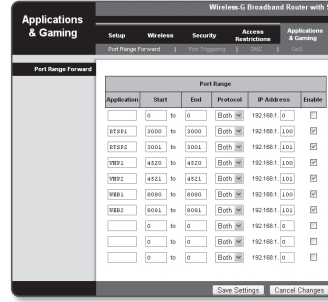 Wireless-G Broadband Router with S
Applications & Gaming
Setup Wireless Security Access Restrictions Applications & Gaming
Port Range Forward | Port Triggering | DMZ | QoS
Port Range Forward
Port Range
Application Start End Protocol IP Address Enable
0 to 0 Both 192.168.1. 0
RTSP1 3000 to 3000 Both 192.168.1. 100
RTSP2 3001 to 3001 Both 192.168.1. 101
VNP1 4520 to 4520 Both 192.168.1. 100
VNP2 4521 to 4521 Both 192.168.1. 101
WEB1 8080 to 8080 Both 192.168.1. 100
WEB2 8081 to 8081 Both 192.168.1. 101
0 to 0 Both 192.168.1. 0
0 to 0 Both 192.168.1. 0
0 to 0 Both 192.168.1. 0
Save Settings Cancel Changes